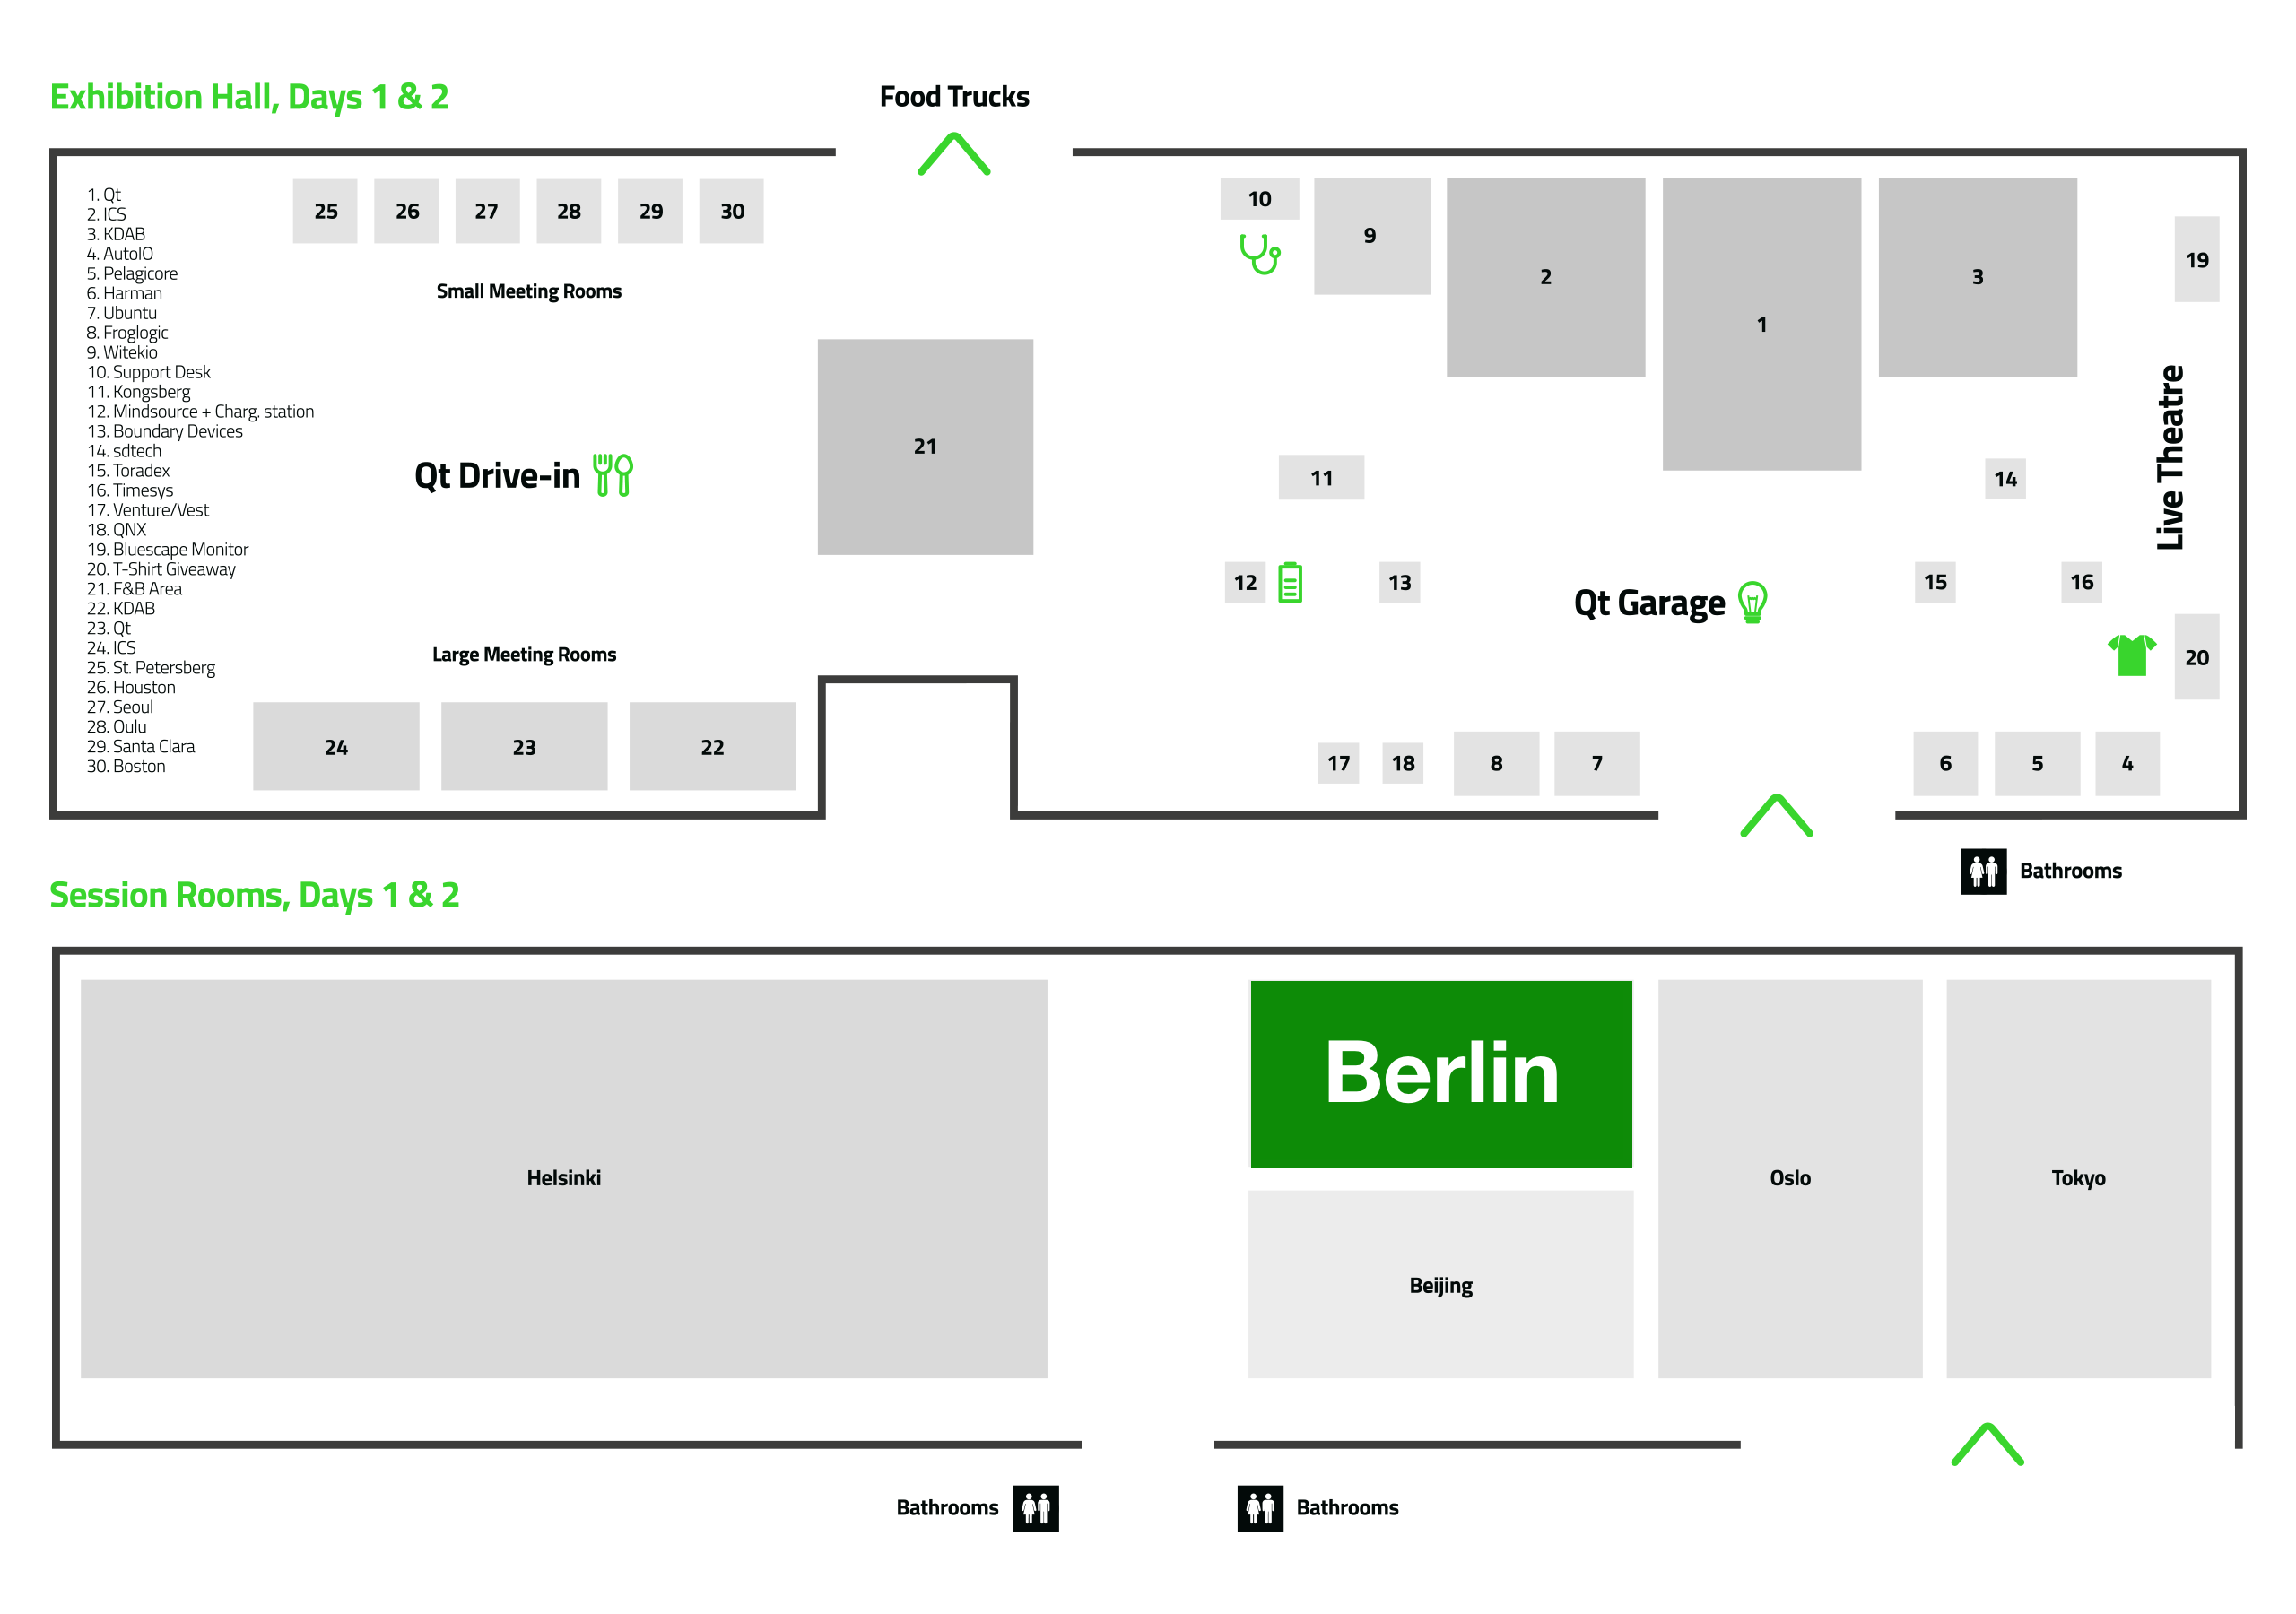 Exhibition Hall, Days 1 & 2
Food Trucks
1. Qt
2. ICS
3. KDAB
4. AutoIO
5. Pelagicore
6. Harman
7. Ubuntu
8. Froglogic
9. Witekio
10. Support Desk
11. Kongsberg
12. Mindsource + Charg. station
13. Boundary Devices
14. sdtech
15. Toradex
16. Timesys
17. Venture/Vest
18. QNX
19. Bluescape Monitor
20. T-Shirt Giveaway
21. F&B Area
22. KDAB
23. Qt
24. ICS
25. St. Petersberg
26. Houston
27. Seoul
28. Oulu
29. Santa Clara
30. Boston
25 26 27 28 29 30
Small Meeting Rooms
Qt Drive-in
Large Meeting Rooms
24 23 22
21
10
9
2
1
3
19
Live Theatre
11
14
12
13
Qt Garage
15
16
20
17 18 8 7
6 5 4
Bathrooms
Session Rooms, Days 1 & 2
Helsinki
Berlin
Beijing
Oslo
Tokyo
Bathrooms
Bathrooms